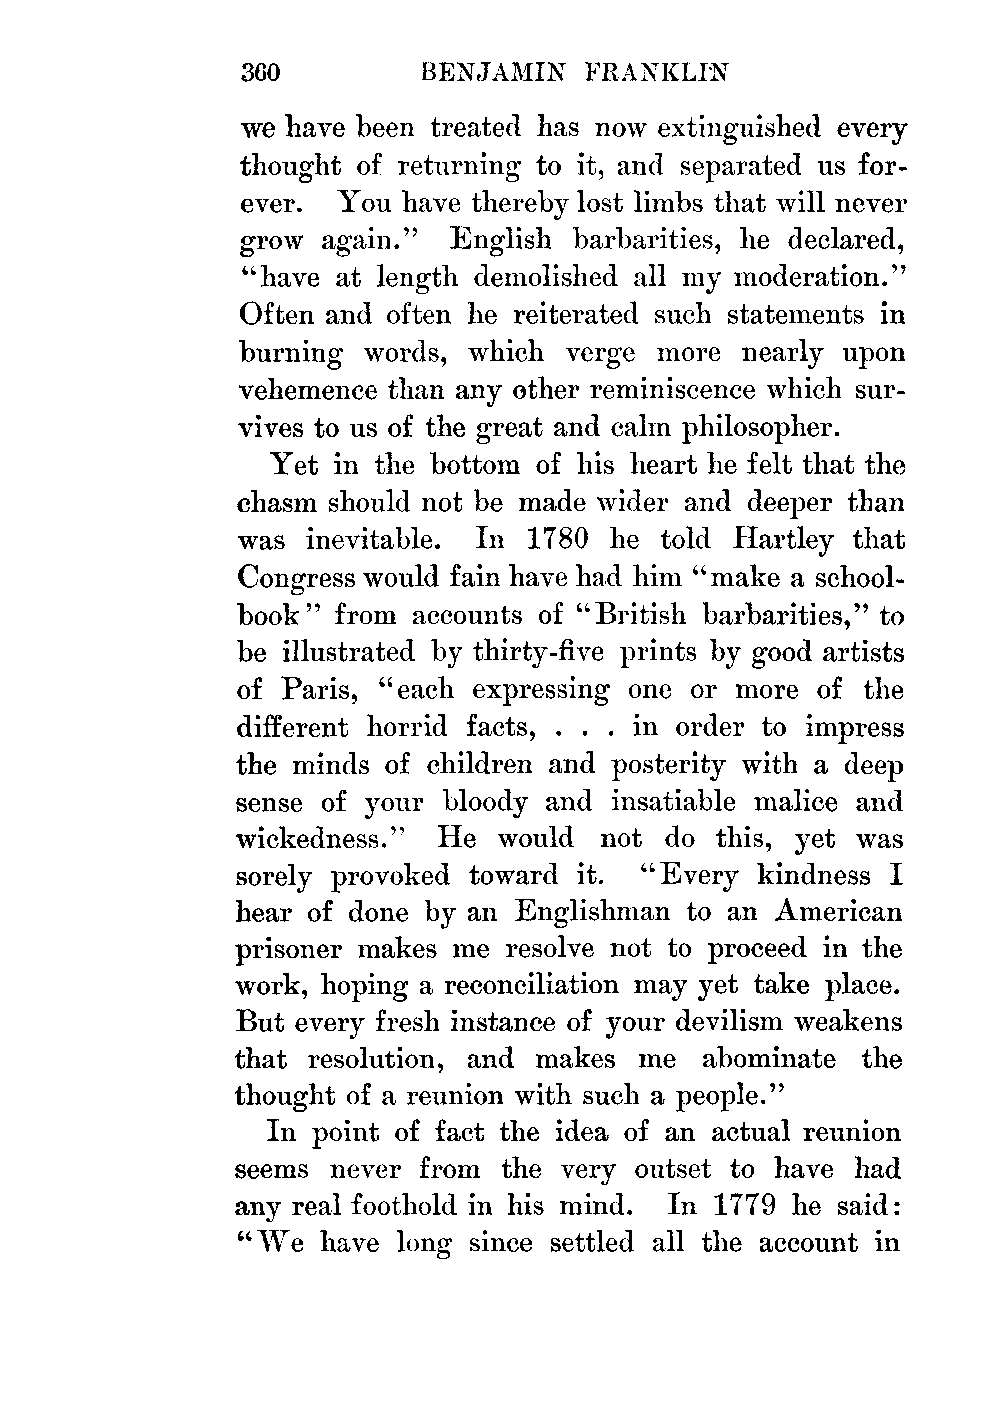 360 BENJAMIN FRANKLIN
we have been treated has now extinguished every
thought of returning to it, and separated us for-
ever. You have thereby lost limbs that will never
grow again." English barbarities, he declared,
"have at length demolished all my moderation."
Often and often he reiterated such statements in
burning words, which verge more nearly upon
vehemence than any other reminiscence which sur-
vives to us of the great and calm philosopher.
Yet in the bottom of his heart he felt that the
chasm should not be made wider and deeper than
was inevitable. In 1780 he told Hartley that
Congress would fain have had him "make a school-
book" from accounts of "British barbarities," to
be illustrated by thirty-five prints by good artists
of Paris, "each expressing one or more of the
different horrid facts, . . . in order to impress
the minds of children and posterity with a deep
sense of your bloody and insatiable malice and
wickedness." He would not do this, yet was
sorely provoked toward it. "Every kindness I
hear of done by an Englishman to an American
prisoner makes me resolve not to proceed in the
work, hoping a reconciliation may yet take place.
But every fresh instance of your devilism weakens
that resolution, and makes me abominate the
thought of a reunion with such a people."
In point of fact the idea of an actual reunion
seems never from the very outset to have had
any real foothold in his mind. In 1779 he said:
"We have long since settled all the account in